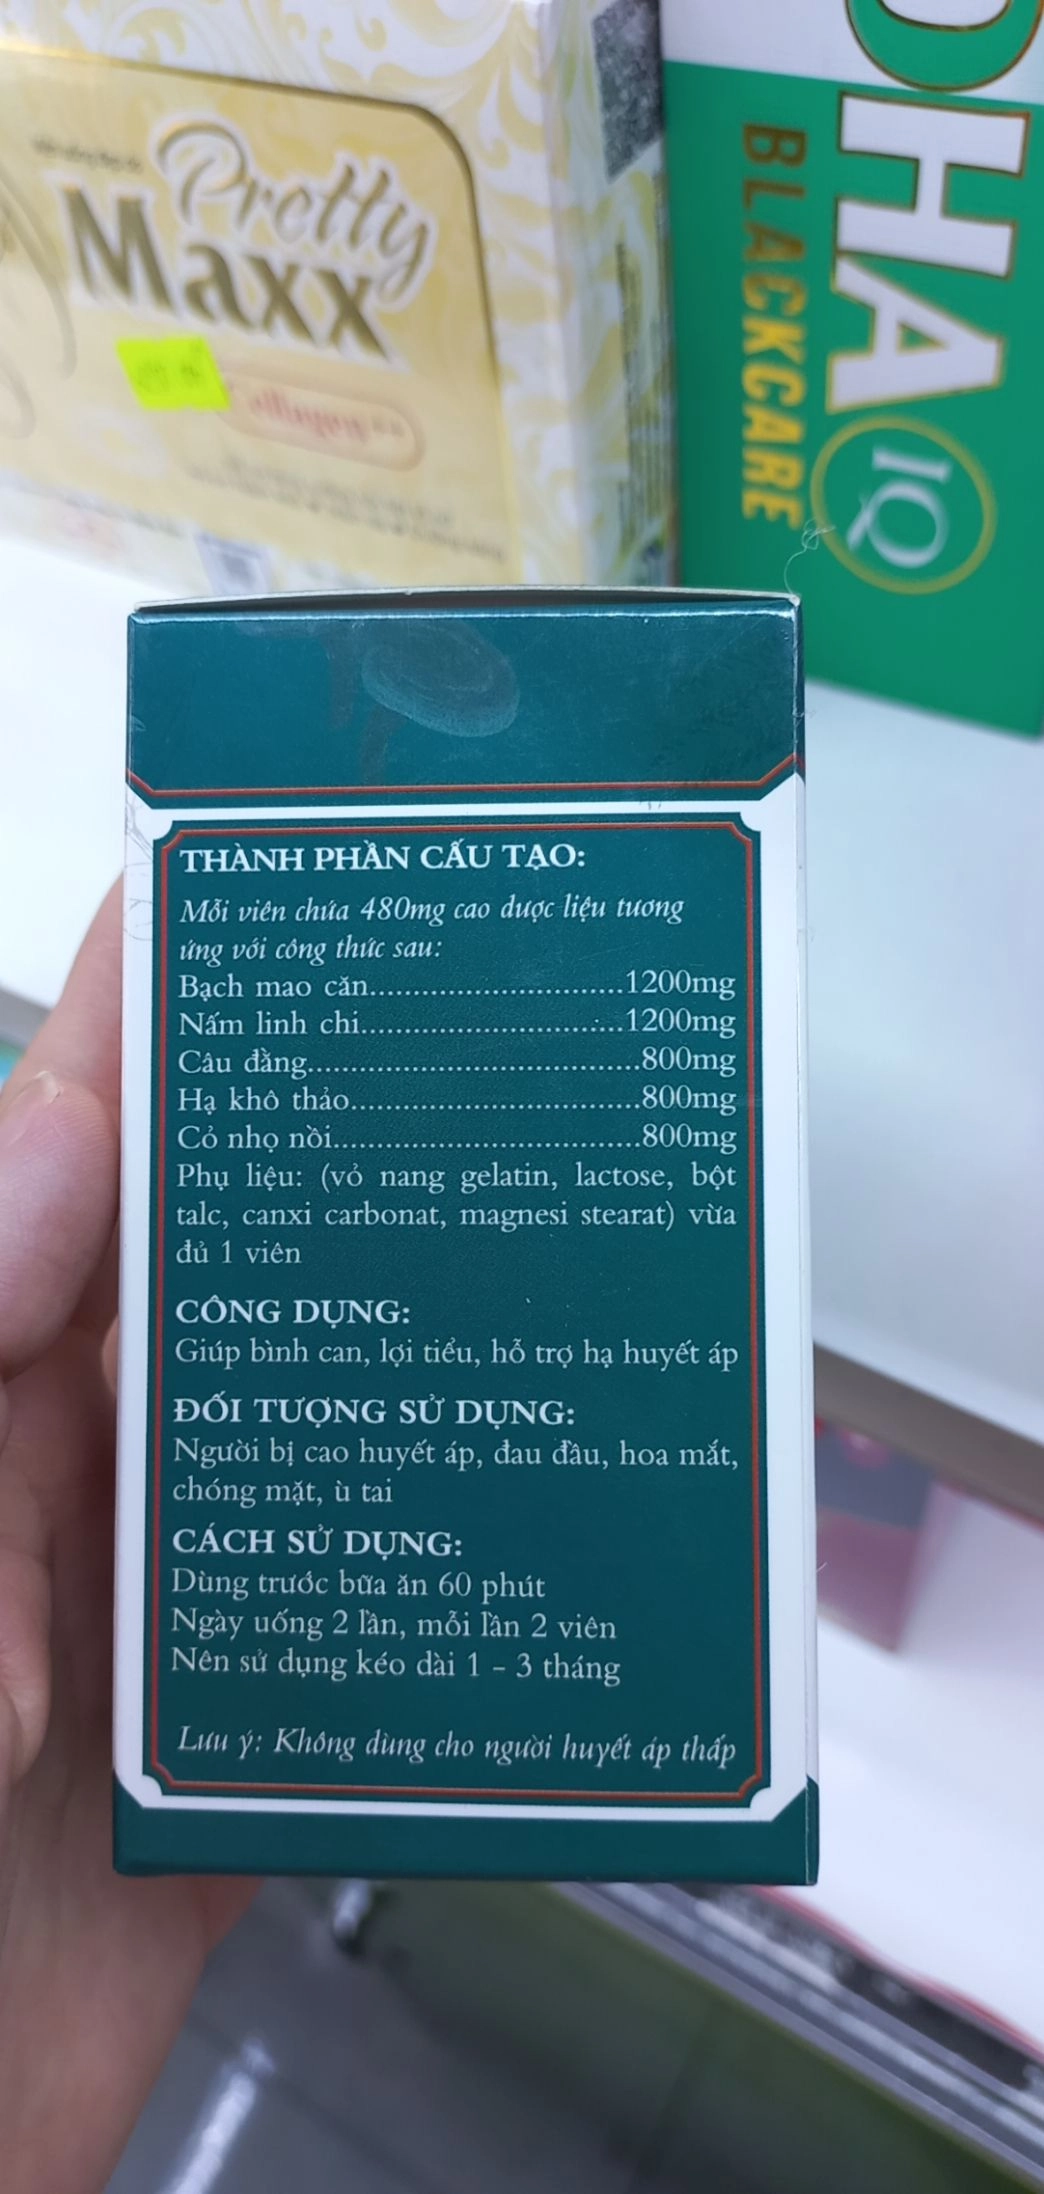 Pretty
Maxx
Collagen++
OHA
IQ
BLACKCARE
THÀNH PHẦN CẤU TẠO:
Mỗi viên chứa 480mg cao dược liệu tương
ứng với công thức sau:
Bạch mao căn.............................1200mg
Nấm linh chi..............................1200mg
Câu đằng......................................800mg
Hạ khô thảo.................................800mg
Cỏ nhọ nồi...................................800mg
Phụ liệu: (vỏ nang gelatin, lactose, bột
talc, canxi carbonat, magnesi stearat) vừa
đủ 1 viên
CÔNG DỤNG:
Giúp bình can, lợi tiểu, hỗ trợ hạ huyết áp
ĐỐI TƯỢNG SỬ DỤNG:
Người bị cao huyết áp, đau đầu, hoa mắt,
chóng mặt, ù tai
CÁCH SỬ DỤNG:
Dùng trước bữa ăn 60 phút
Ngày uống 2 lần, mỗi lần 2 viên
Nên sử dụng kéo dài 1 - 3 tháng
Lưu ý: Không dùng cho người huyết áp thấp